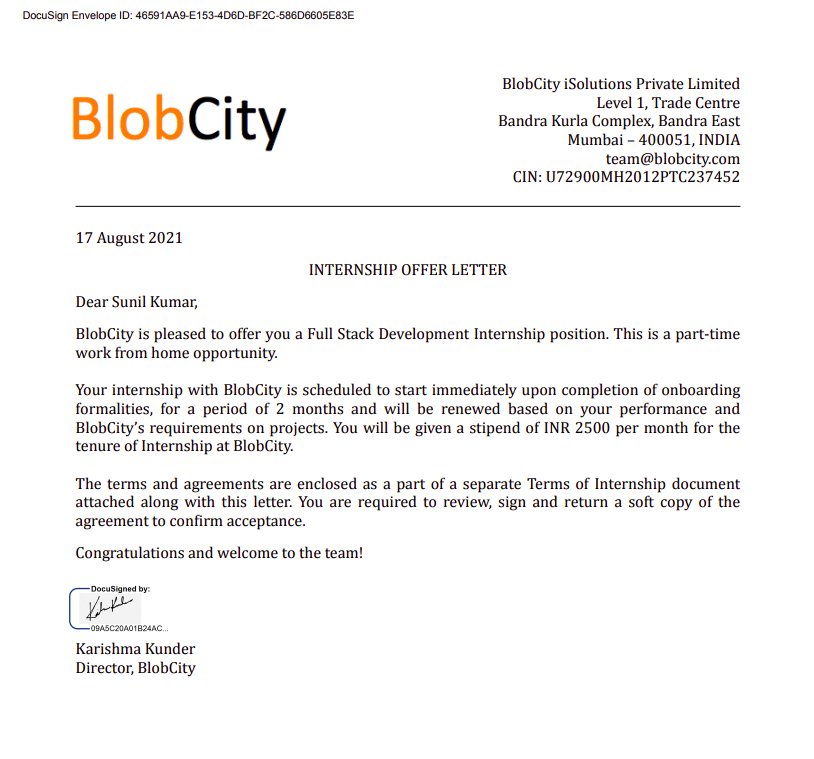 DocuSign Envelope ID: 46591AA9-E153-4D6D-BF2C-586D6605E83E
BlobCity
BlobCity iSolutions Private Limited
Level 1, Trade Centre
Bandra Kurla Complex, Bandra East
Mumbai – 400051, INDIA
team@blobcity.com
CIN: U72900MH2012PTC237452
17 August 2021
INTERNSHIP OFFER LETTER
Dear Sunil Kumar,
BlobCity is pleased to offer you a Full Stack Development Internship position. This is a part-time
work from home opportunity.
Your internship with BlobCity is scheduled to start immediately upon completion of onboarding
formalities, for a period of 2 months and will be renewed based on your performance and
BlobCity’s requirements on projects. You will be given a stipend of INR 2500 per month for the
tenure of Internship at BlobCity.
The terms and agreements are enclosed as a part of a separate Terms of Internship document
attached along with this letter. You are required to review, sign and return a soft copy of the
agreement to confirm acceptance.
Congratulations and welcome to the team!
DocuSigned by:
09A5C20A01B24AC...
Karishma Kunder
Director, BlobCity